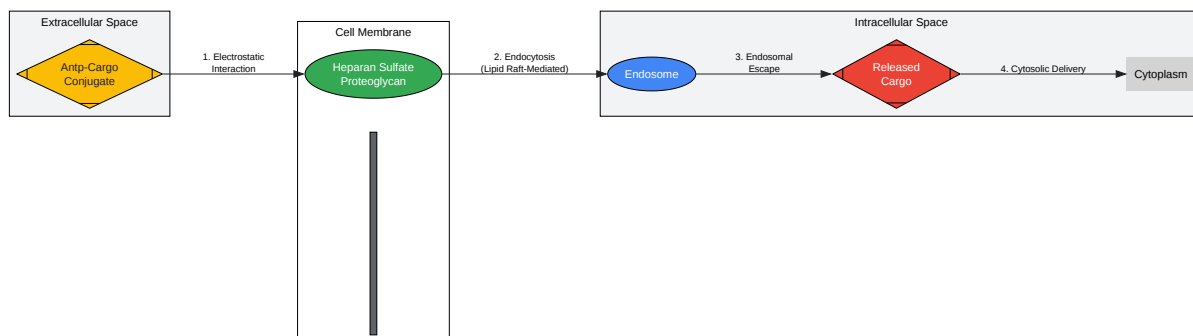 Extracellular Space
Antp-Cargo
Conjugate
1. Electrostatic
Interaction
Cell Membrane
Heparan Sulfate
Proteoglycan
2. Endocytosis
(Lipid Raft-Mediated)
Intracellular Space
Endosome
3. Endosomal
Escape
Released
Cargo
4. Cytosolic Delivery
Cytoplasm